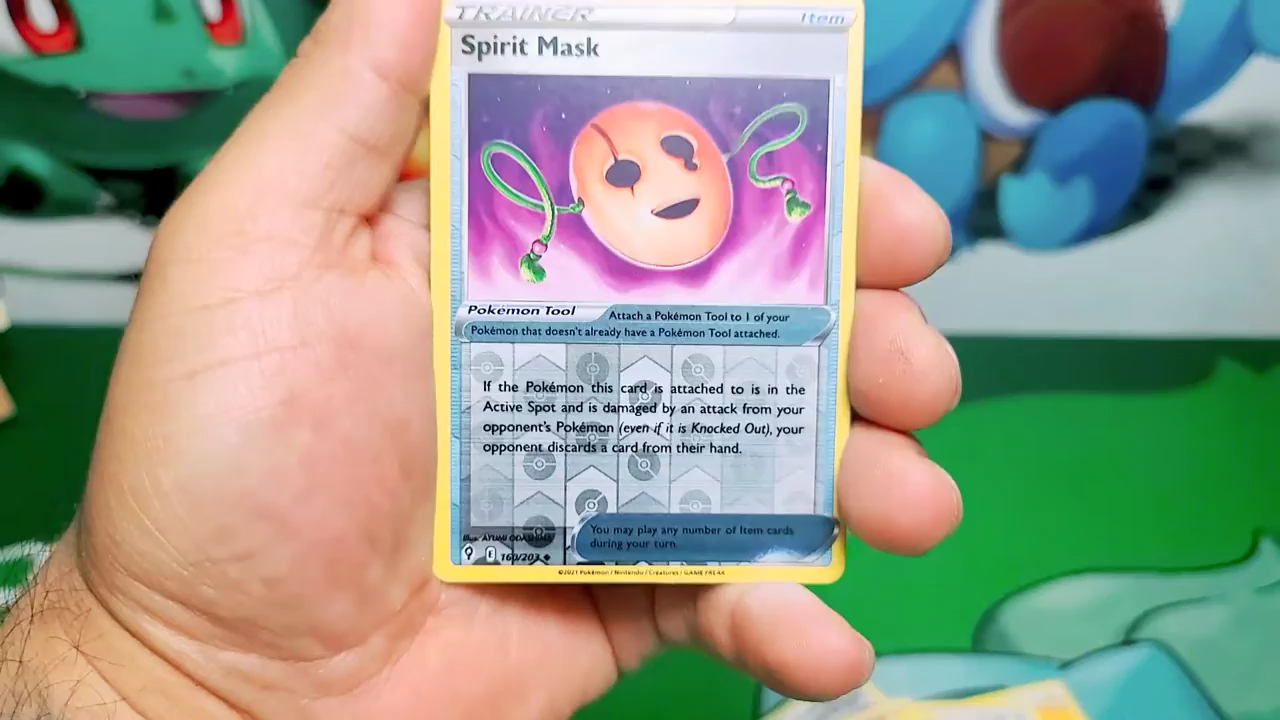 TRAINER Item
Spirit Mask
Pokémon Tool Attach a Pokémon Tool to 1 of your
Pokémon that doesn't already have a Pokémon Tool attached.
If the Pokémon this card is attached to is in the
Active Spot and is damaged by an attack from your
opponent's Pokémon (even if it is Knocked Out), your
opponent discards a card from their hand.
You may play any number of Item cards
during your turn.
Illus. AYUMI ODASHIMA
E 160/203
©2021 Pokémon / Nintendo / Creatures / GAME FREAK